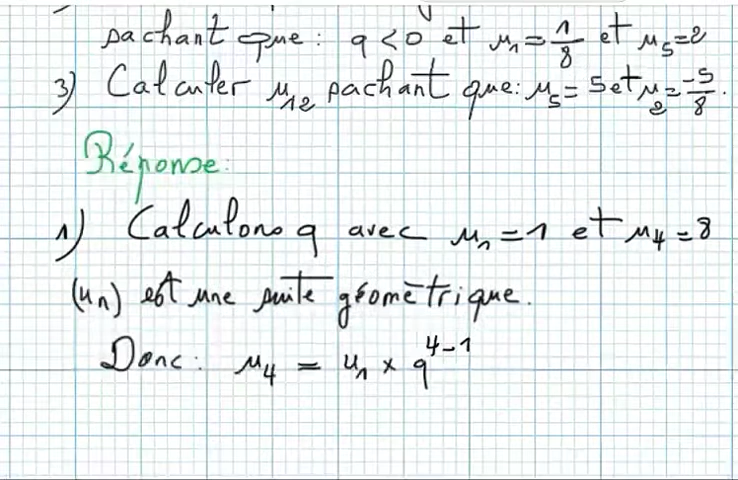 sachant que: q < 0 et u₁ = 1/8 et u₅ = 2
3) Calculer u₁₂ sachant que: u₅ = 5 et u₂ = -5/8.
Réponse:
1) Calculons q avec u₁ = 1 et u₄ = 8
(uₙ) est une suite géométrique.
Donc: u₄ = u₁ × q⁴⁻¹